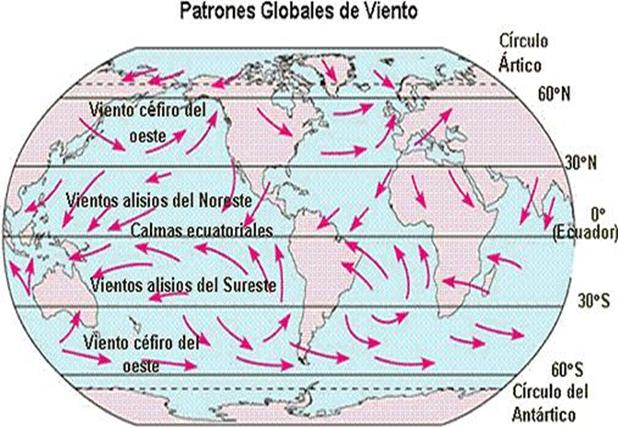 Patrones Globales de Viento
Círculo
Ártico
60°N
Viento céfiro del
oeste
30°N
Vientos alisios del Noreste
0°
(Ecuador)
Calmas ecuatoriales
Vientos alisios del Sureste
30°S
Viento céfiro del
oeste
60°S
Círculo del
Antártico